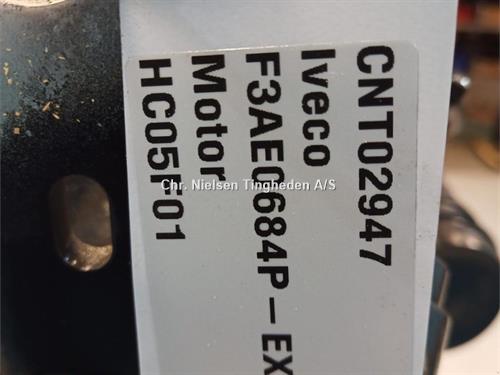 CNT02947
Iveco
F3AE0684P-EX
Motor
HC05F01
Chr. Nielsen Tingheden A/S